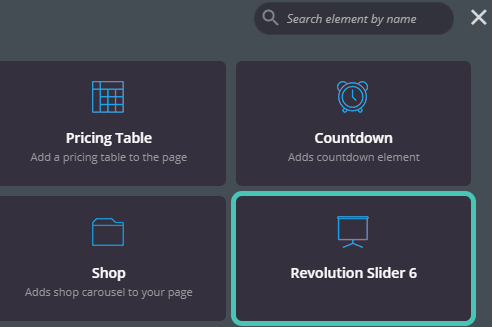 Search element by name
Pricing Table
Add a pricing table to the page
Countdown
Adds countdown element
Shop
Adds shop carousel to your page
Revolution Slider 6